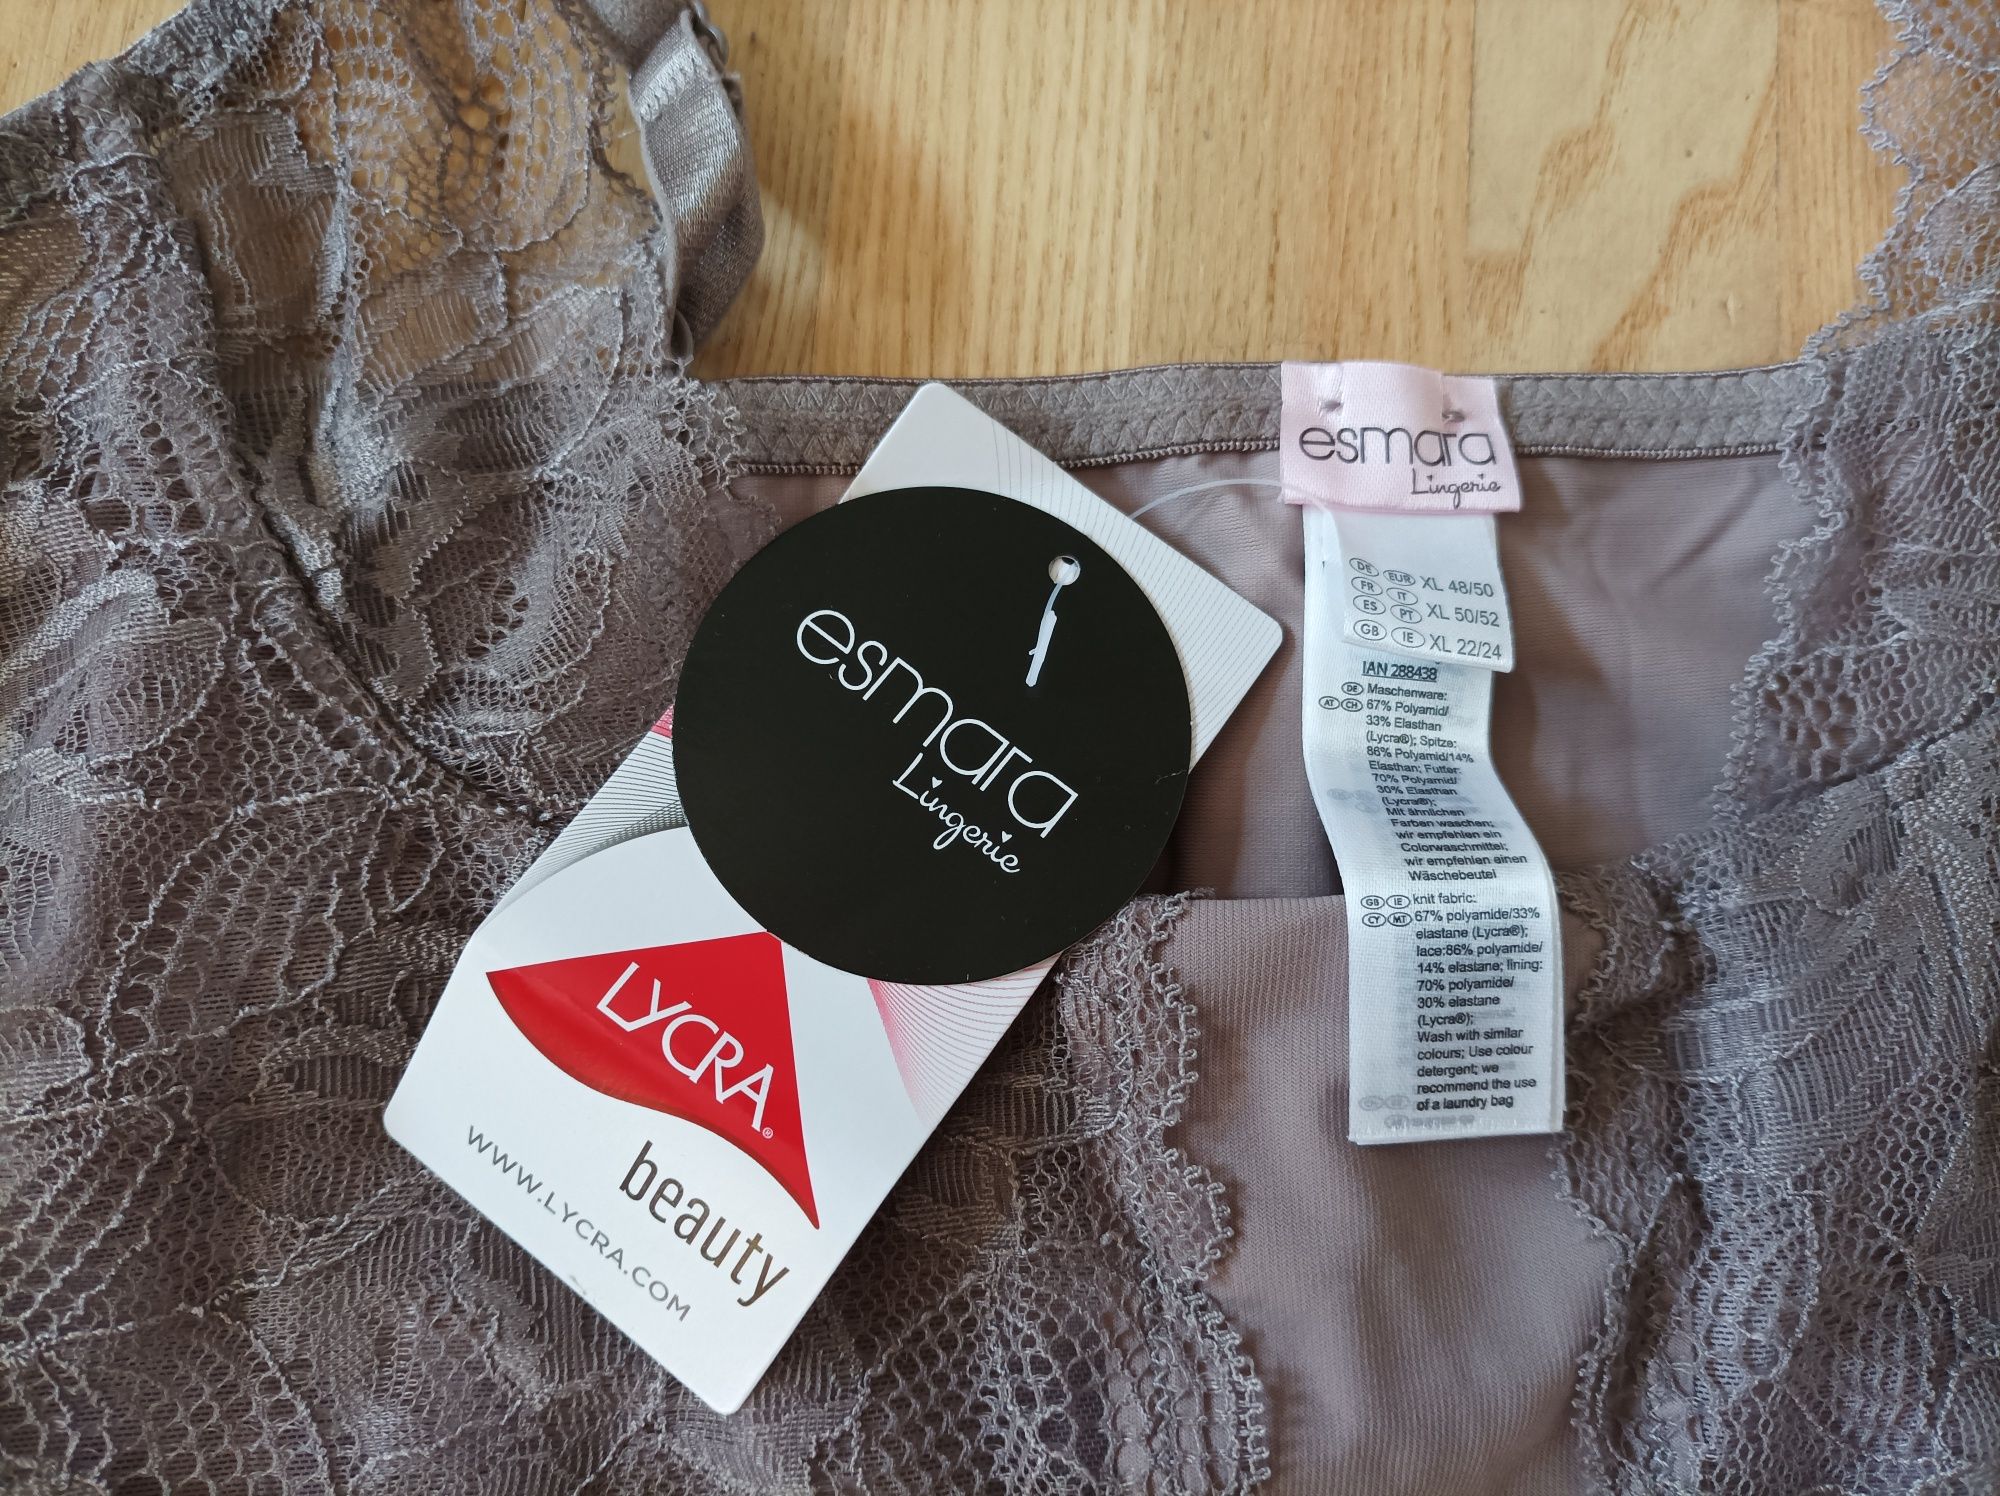 esmara
Lingerie
LYCRA®
beauty
WWW.LYCRA.COM
esmara
Lingerie
DE EUR XL 48/50
FR IT
ES PT XL 50/52
GB IE XL 22/24
IAN 288438
DE Maschenware:
AT CH 67% Polyamid/
33% Elasthan
(Lycra®); Spitze:
86% Polyamid/14%
Elasthan; Futter:
70% Polyamid/
30% Elasthan
(Lycra®);
Mit ähnlichen
Farben waschen;
wir empfehlen ein
Colorwaschmittel;
wir empfehlen einen
Wäschebeutel
GB IE knit fabric:
CY MT 67% polyamide/33%
elastane (Lycra®);
lace:86% polyamide/
14% elastane; lining:
70% polyamide/
30% elastane
(Lycra®);
Wash with similar
colours; Use colour
detergent; we
recommend the use
of a laundry bag